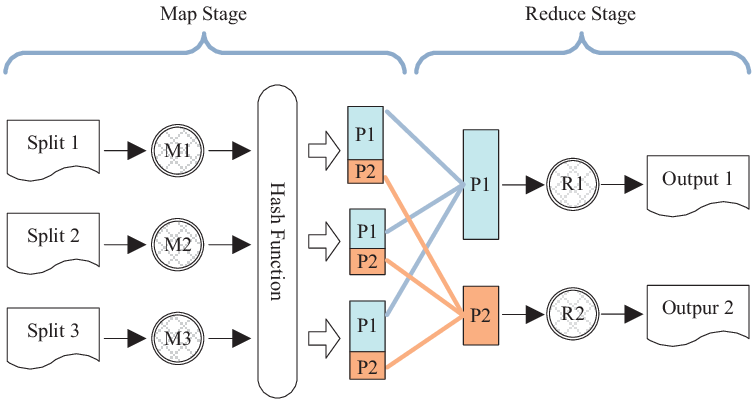 Map Stage
Reduce Stage
Split 1
M1
Split 2
M2
Split 3
M3
Hash Function
P1
P2
P1
P2
P1
P2
P1
R1
Output 1
P2
R2
Outpur 2